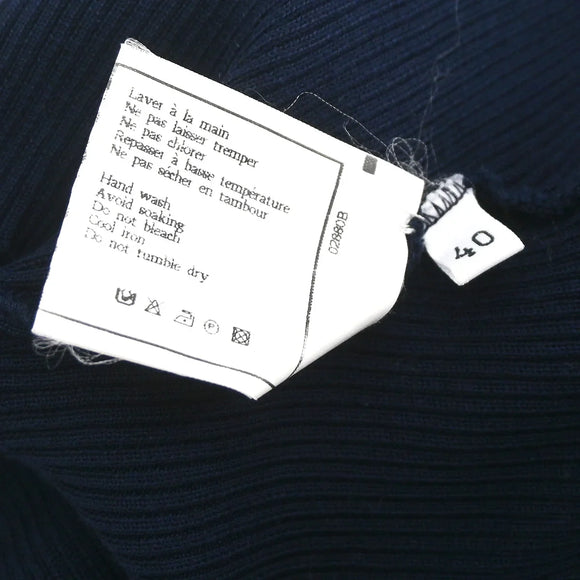 Laver à la main
Ne pas laisser tremper
Ne pas chlorer
Repasser à basse température
Ne pas sécher en tambour
Hand wash
Avoid soaking
Do not bleach
Cool iron
Do not tumble dry
P
02880B
40